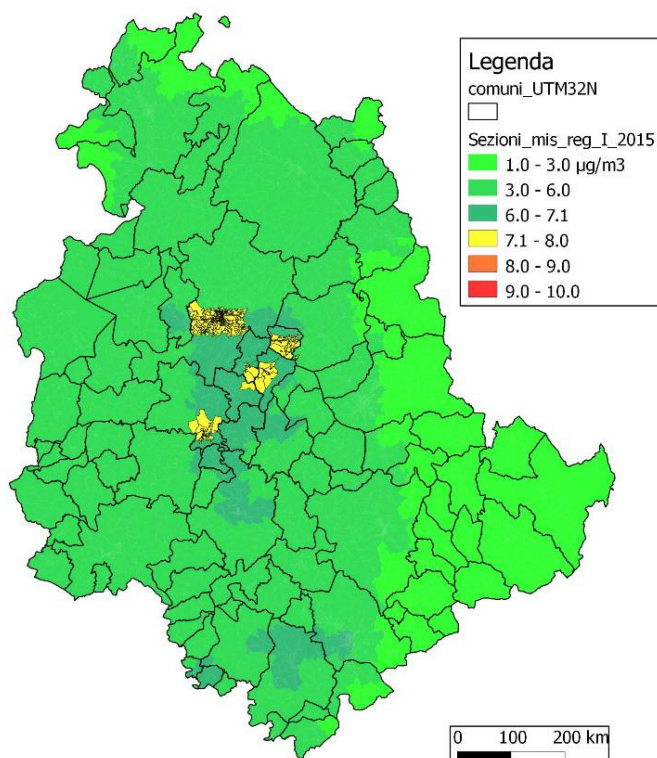 Legenda
comuni_UTM32N
Sezioni_mis_reg_I_2015
1.0 - 3.0 µg/m3
3.0 - 6.0
6.0 - 7.1
7.1 - 8.0
8.0 - 9.0
9.0 - 10.0
0 100 200 km